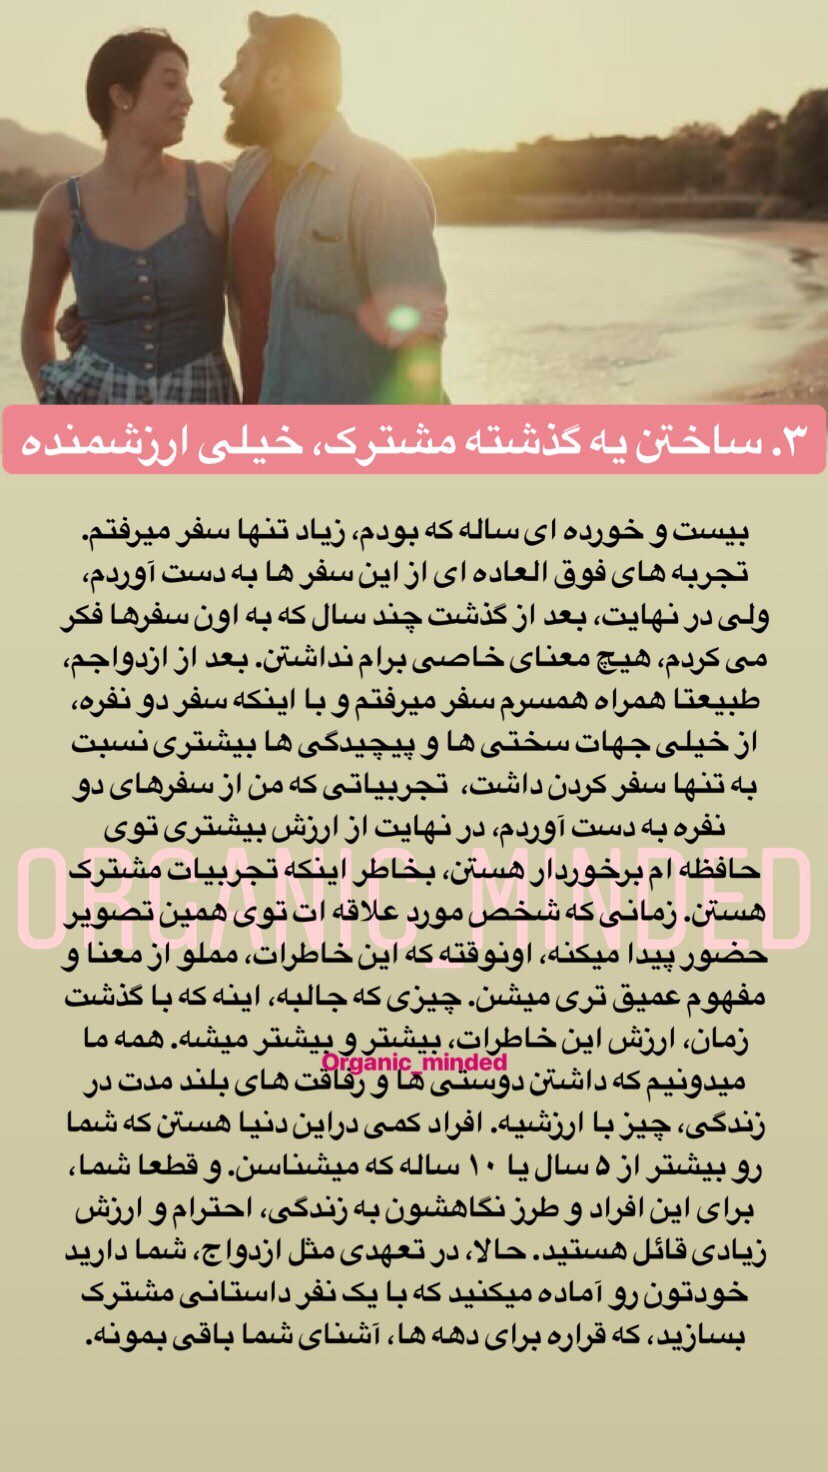 ۳. ساختن یه گذشته مشترک، خیلی ارزشمنده
بیست و خورده ای ساله که بودم، زیاد تنها سفر میرفتم.
تجربه های فوق العاده ای از این سفر ها به دست آوردم،
ولی در نهایت، بعد از گذشت چند سال که به اون سفرها فکر
می کردم، هیچ معنای خاصی برام نداشتن. بعد از ازدواجم،
طبیعتا همراه همسرم سفر میرفتم و با اینکه سفر دو نفره،
از خیلی جهات سختی ها و پیچیدگی ها بیشتری نسبت
به تنها سفر کردن داشت، تجربیاتی که من از سفرهای دو
نفره به دست آوردم، در نهایت از ارزش بیشتری توی
حافظه ام برخوردار هستن، بخاطر اینکه تجربیات مشترک
ORGANIC_MINDED
هستن. زمانی که شخص مورد علاقه ات توی همین تصویر
حضور پیدا میکنه، اونوقته که این خاطرات، مملو از معنا و
مفهوم عمیق تری میشن. چیزی که جالبه، اینه که با گذشت
زمان، ارزش این خاطرات، بیشتر و بیشتر میشه. همه ما
Organic_minded
میدونیم که داشتن دوستی ها و رفاقت های بلند مدت در
زندگی، چیز با ارزشیه. افراد کمی دراین دنیا هستن که شما
رو بیشتر از ۵ سال یا ۱۰ ساله که میشناسن. و قطعا شما،
برای این افراد و طرز نگاهشون به زندگی، احترام و ارزش
زیادی قائل هستید. حالا، در تعهدی مثل ازدواج، شما دارید
خودتون رو آماده میکنید که با یک نفر داستانی مشترک
بسازید، که قراره برای دهه ها، آشنای شما باقی بمونه.